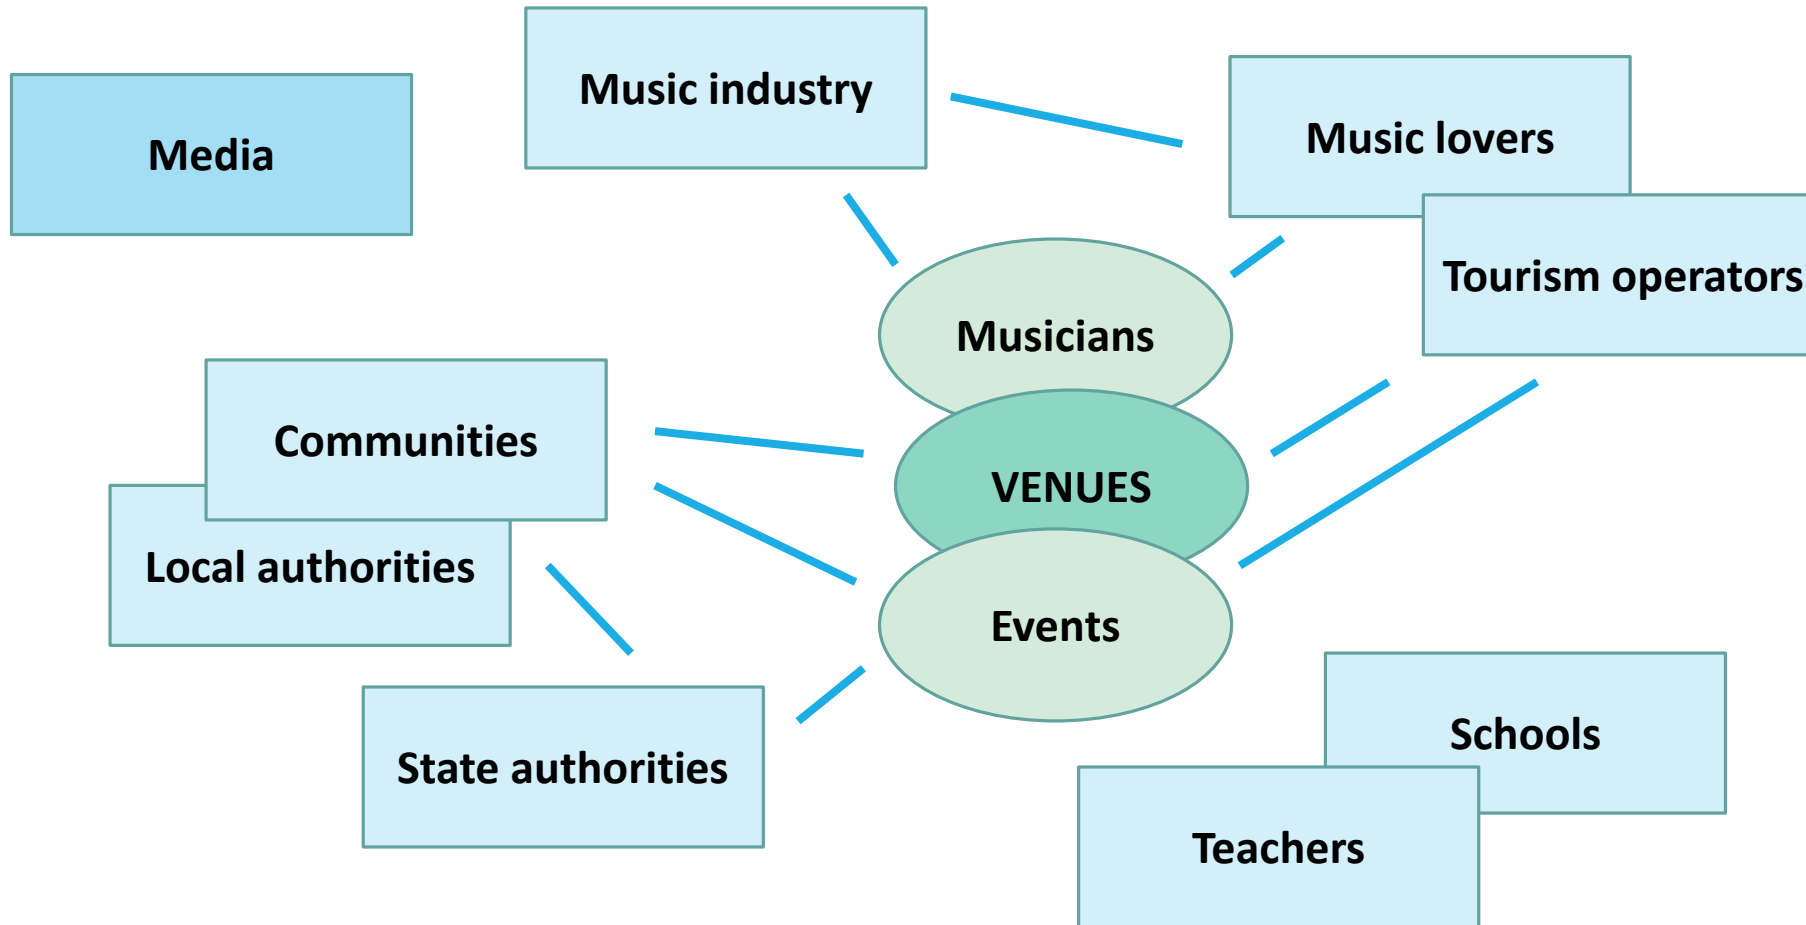 Music industry
Media
Music lovers
Tourism operators
Musicians
Communities
VENUES
Local authorities
Events
State authorities
Schools
Teachers